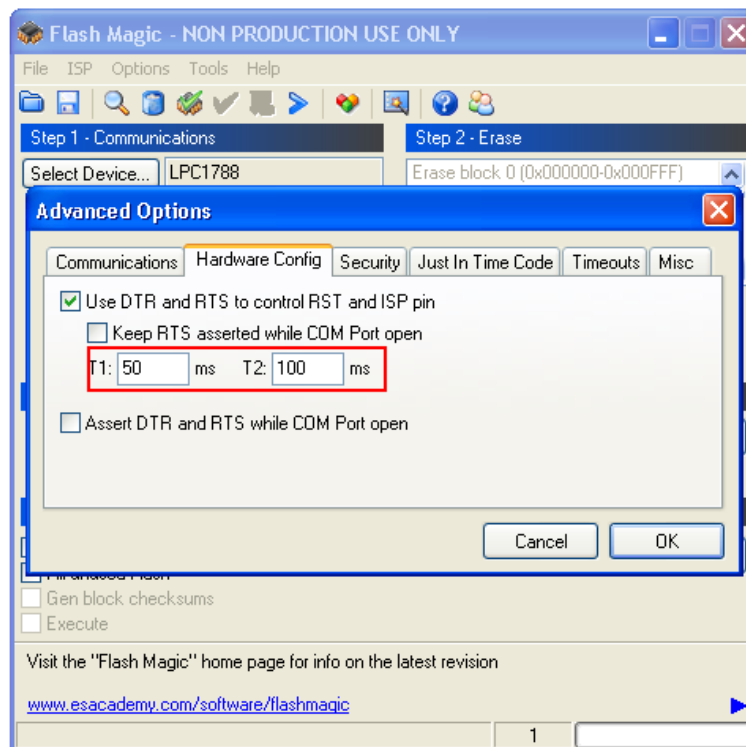 Flash Magic - NON PRODUCTION USE ONLY
File ISP Options Tools Help
Step 1 - Communications
Step 2 - Erase
Select Device... LPC1788
Erase block 0 (0x000000-0x000FFF)
Advanced Options
Communications Hardware Config Security Just In Time Code Timeouts Misc
Use DTR and RTS to control RST and ISP pin
Keep RTS asserted while COM Port open
T1: 50 ms T2: 100 ms
Assert DTR and RTS while COM Port open
Cancel OK
Gen block checksums
Execute
Visit the "Flash Magic" home page for info on the latest revision
www.esacademy.com/software/flashmagic
1